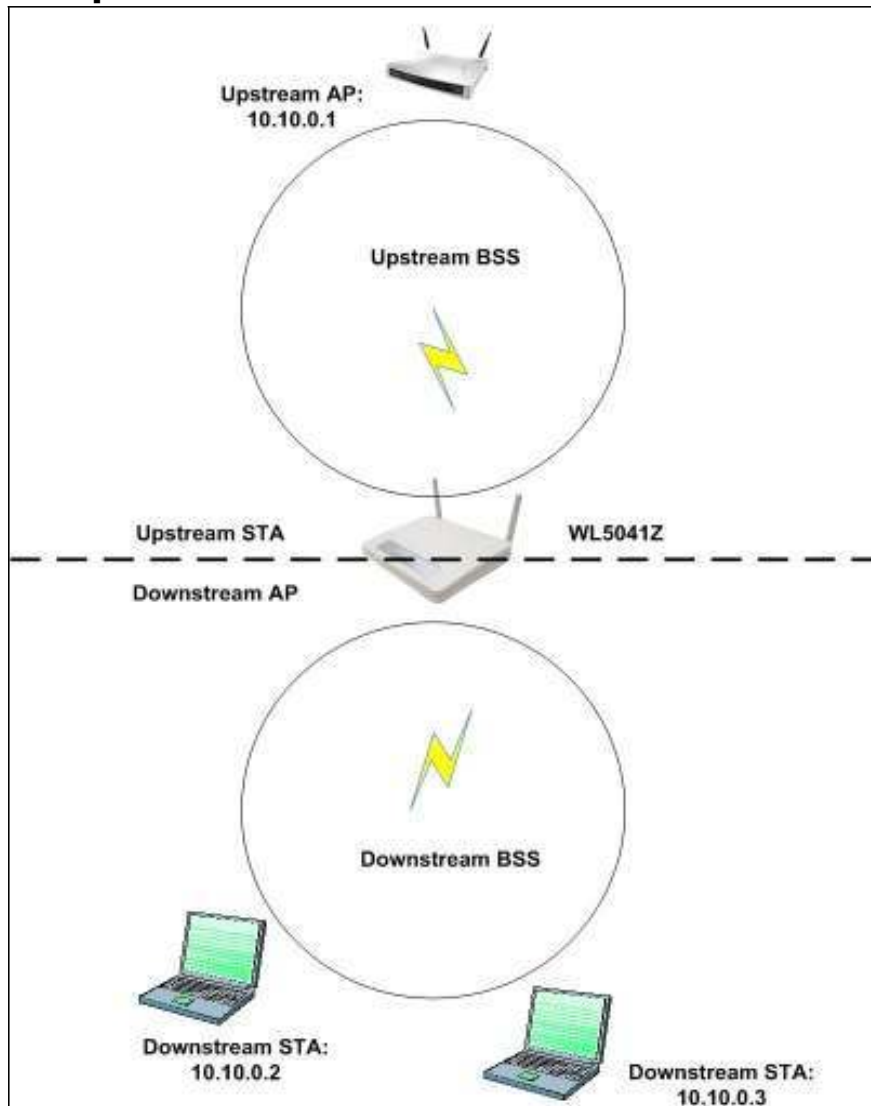 Upstream AP:
10.10.0.1
Upstream BSS
Upstream STA
WL5041Z
Downstream AP
Downstream BSS
Downstream STA:
10.10.0.2
Downstream STA:
10.10.0.3